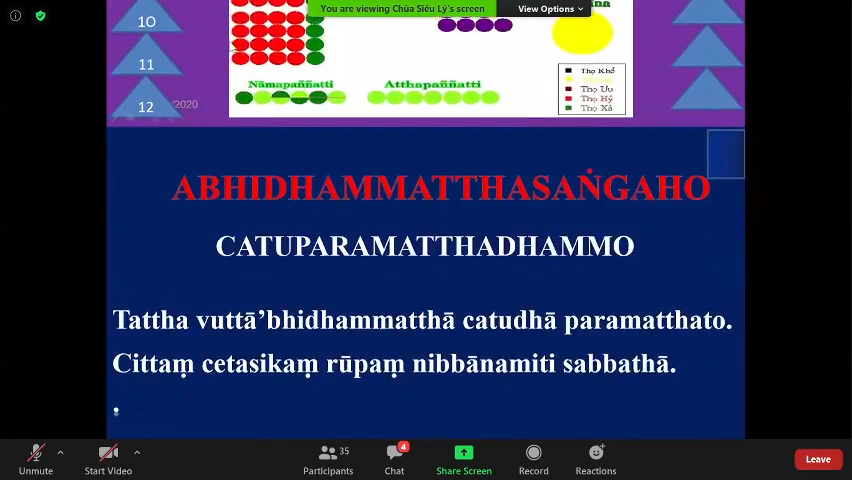 You are viewing Chùa Siêu Lý's screen
View Options
10
11
12
/2020
Nāmapaññatti
Atthapaññatti
Thọ Khổ
Thọ Ưu
Thọ Hỷ
Thọ Xả
ABHIDHAMMATTHASAṄGAHO
CATUPARAMATTHADHAMMO
Tattha vuttā’bhidhammatthā catudhā paramatthato.
Cittaṃ cetasikaṃ rūpaṃ nibbānamiti sabbathā.
Unmute
Start Video
35
Participants
4
Chat
Share Screen
Record
Reactions
Leave